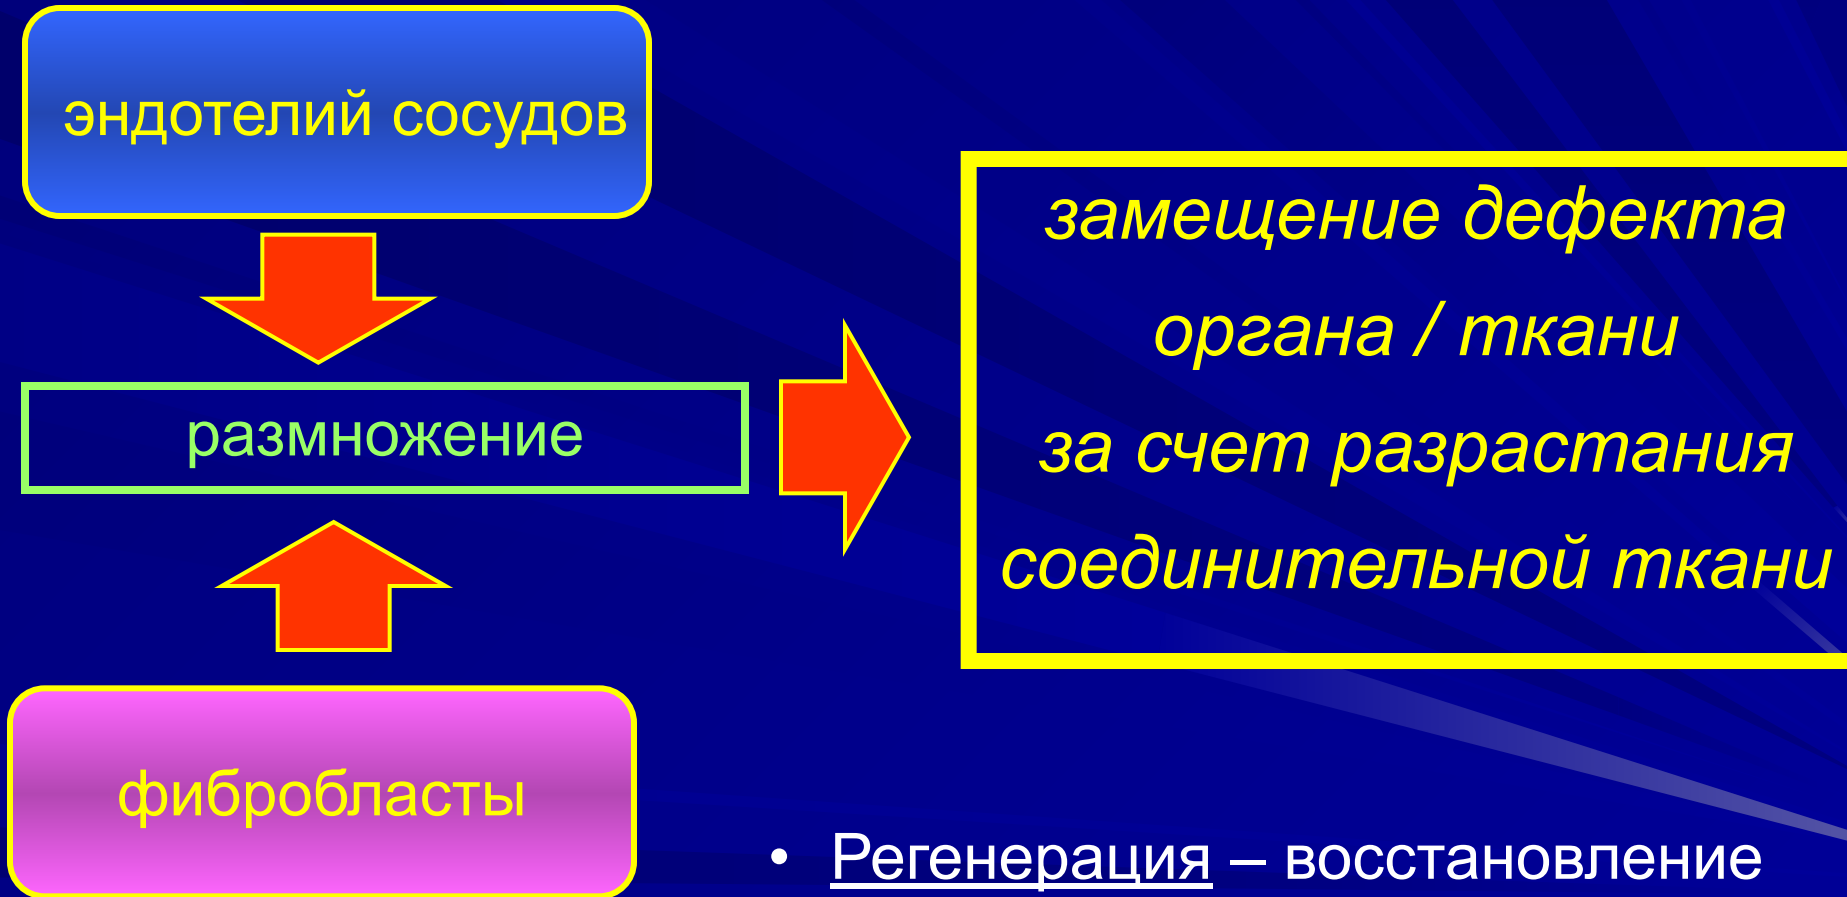 эндотелий сосудов
размножение
фибробласты
замещение дефекта
органа / ткани
за счет разрастания
соединительной ткани
• Регенерация – восстановление